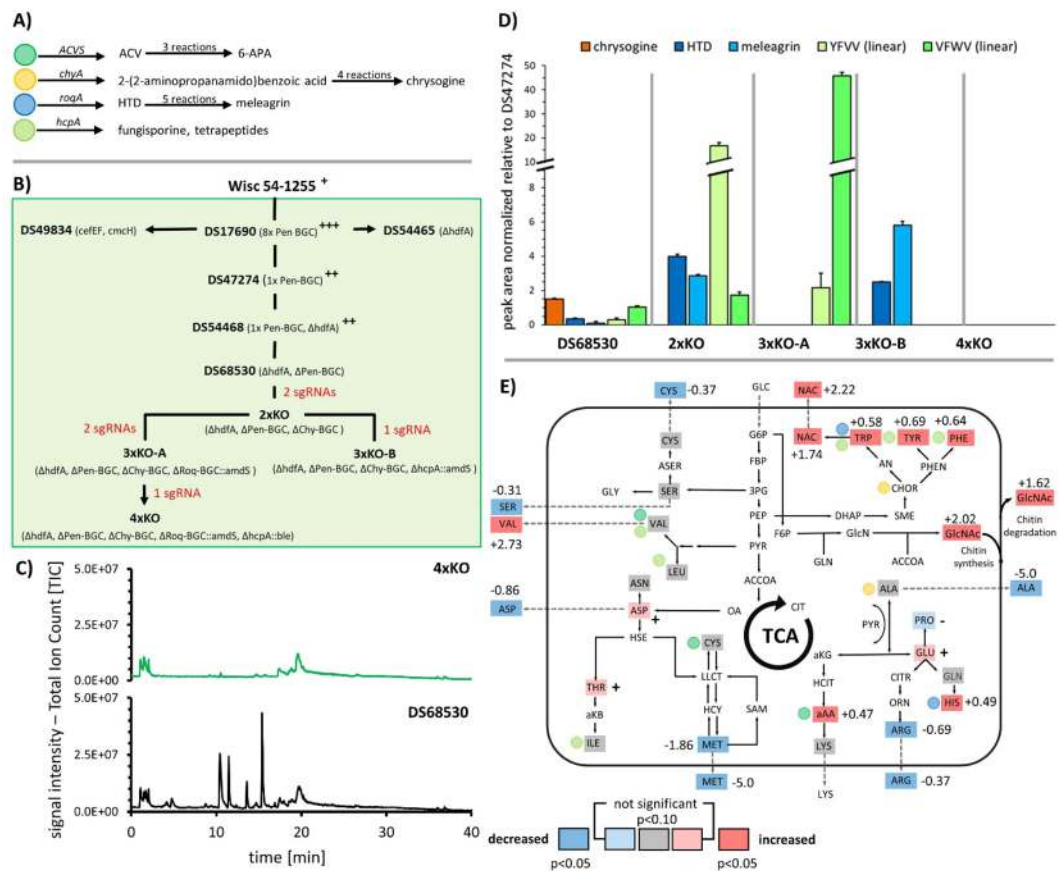 A)
ACVS ACV 3 reactions 6-APA
chyA 2-(2-aminopropanamido)benzoic acid 4 reactions chrysogine
roqA HTD 5 reactions meleagrin
hcpA fungisporine, tetrapeptides
B)
Wisc 54-1255 +
DS49834 (cefEF, cmcH) DS17690 (8x Pen BGC) +++ DS54465 (ΔhdfA)
DS47274 (1x Pen-BGC) ++
DS54468 (1x Pen-BGC, ΔhdfA) ++
DS68530 (ΔhdfA, ΔPen-BGC)
2 sgRNAs
2xKO
(ΔhdfA, ΔPen-BGC, ΔChy-BGC)
2 sgRNAs 1 sgRNA
3xKO-A 3xKO-B
(ΔhdfA, ΔPen-BGC, ΔChy-BGC, ΔRoq-BGC::amdS) (ΔhdfA, ΔPen-BGC, ΔChy-BGC, ΔhcpA::amdS)
1 sgRNA
4xKO
(ΔhdfA, ΔPen-BGC, ΔChy-BGC, ΔRoq-BGC::amdS, ΔhcpA::ble)
C)
signal intensity – Total Ion Count [TIC]
5.0E+07 4xKO
2.5E+07
0.0E+00
5.0E+07 DS68530
2.5E+07
0.0E+00
0 10 20 30 40
time [min]
D)
chrysogine HTD meleagrin YFVV (linear) VFWV (linear)
peak area normalized relative to DS47274
50
40
30
20
10
8
6
4
2
0
DS68530 2xKO 3xKO-A 3xKO-B 4xKO
E)
CYS -0.37 GLC NAC +2.22
+0.58 +0.69 +0.64
CYS G6P NAC TRP TYR PHE
+1.74
ASER FBP AN PHEN
GLY SER 3PG CHOR
-0.31
SER
VAL
+2.73
VAL PEP DHAP SME
F6P GlcN +2.02 GlcNAc
+1.62
GlcNAc
Chitin degradation
Chitin synthesis
LEU PYR GLN ACCOA
-0.86
ASP
ASN ACCOA
ASP + OA CIT
TCA
ALA -5.0 ALA
PYR PRO -
HSE CYS aKG GLU +
THR + LLCT HCIT CITR GLN
aKB HCY SAM aAA +0.47 ORN HIS +0.49
ILE -1.86 MET LYS ARG -0.69
MET -5.0 LYS ARG -0.37
not significant
p<0.10
decreased increased
p<0.05 p<0.05